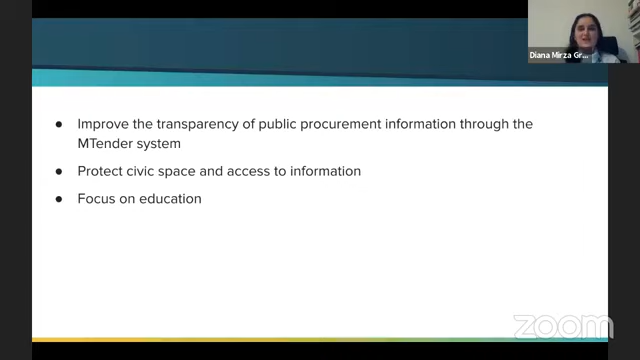 Diana Mirza Gr...
● Improve the transparency of public procurement information through the
MTender system
● Protect civic space and access to information
● Focus on education
zoom